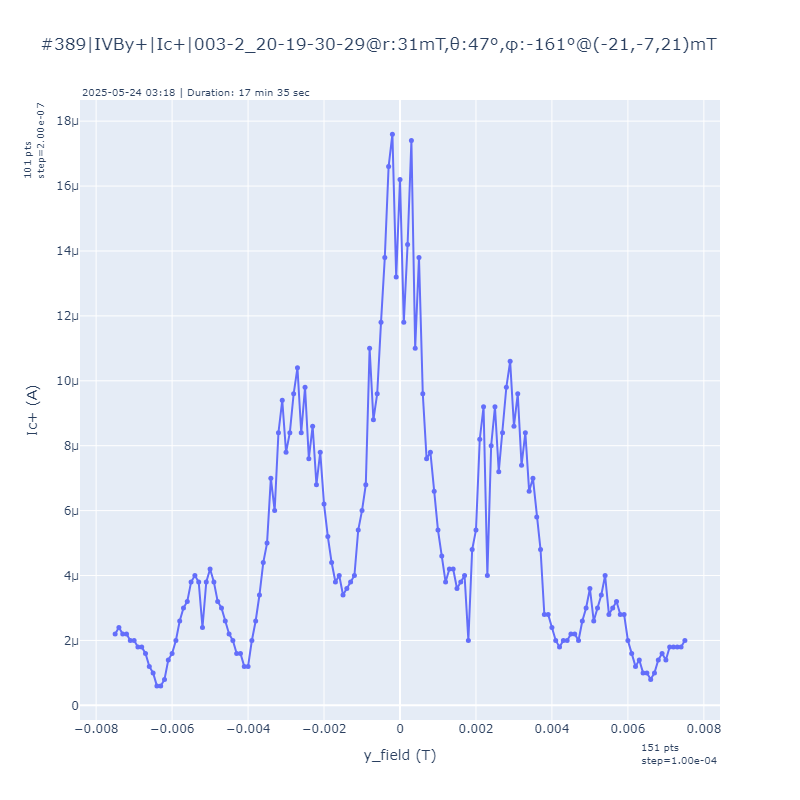 #389|IVBy+|Ic+|003-2_20-19-30-29@r:31mT,θ:47°,φ:-161°@(-21,-7,21)mT
2025-05-24 03:18 | Duration: 17 min 35 sec
101 pts
step=2.00e-07
18μ
16μ
14μ
12μ
10μ
8μ
6μ
4μ
2μ
0
Ic+ (A)
−0.008
−0.006
−0.004
−0.002
0
0.002
0.004
0.006
0.008
y_field (T)
151 pts
step=1.00e-04